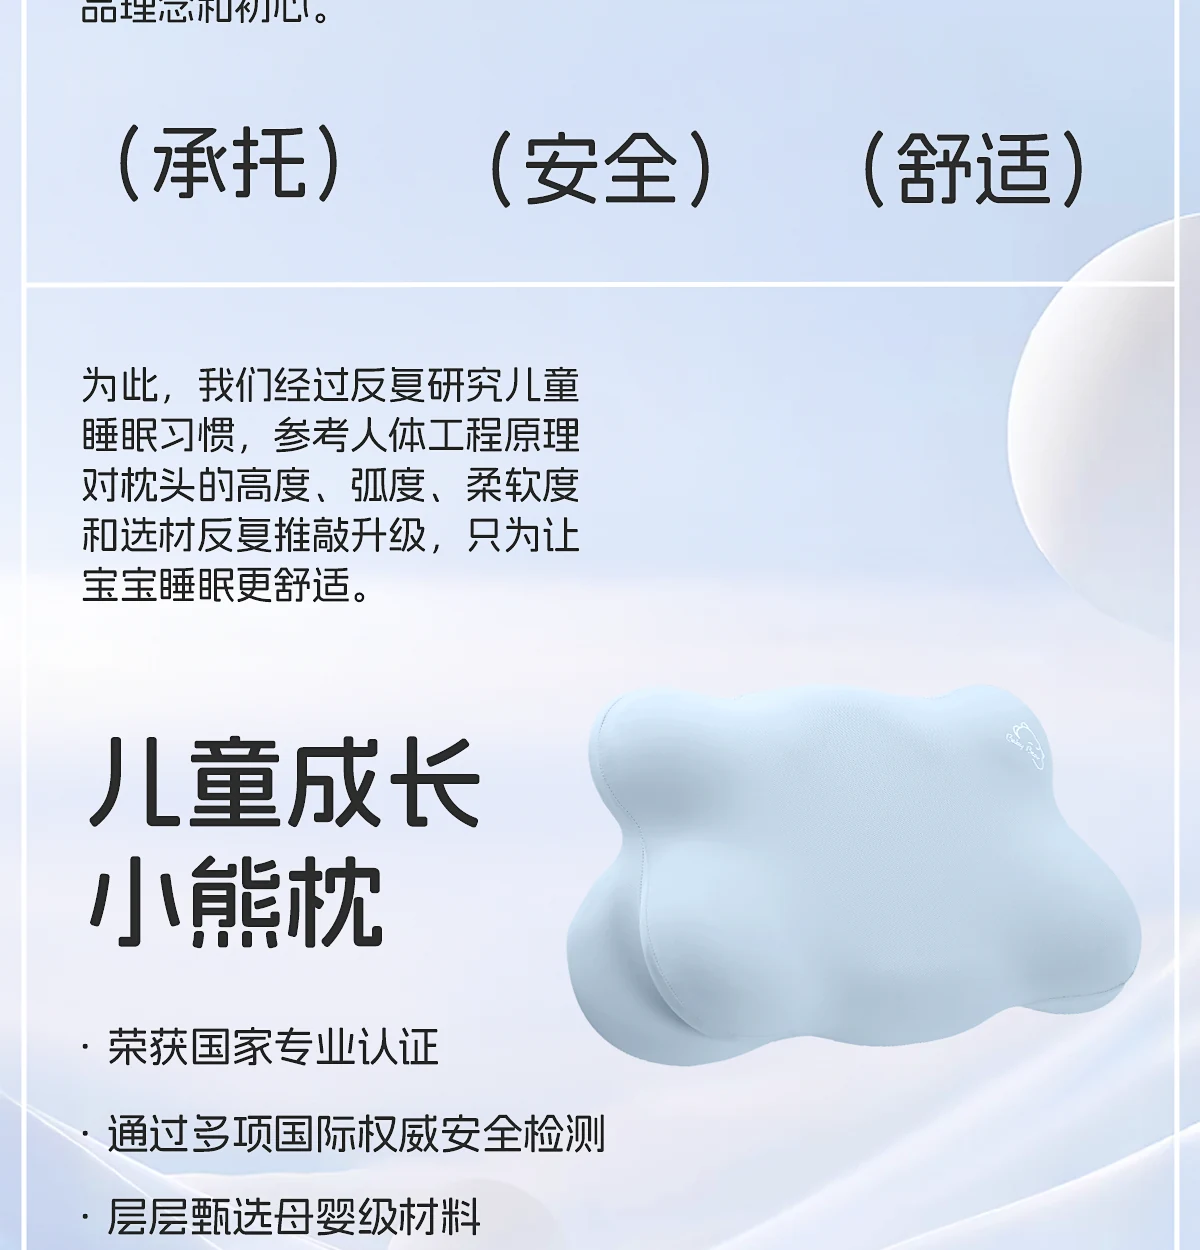 品理念和初心。
（承托）
（安全）
（舒适）
为此，我们经过反复研究儿童
睡眠习惯，参考人体工程原理
对枕头的高度、弧度、柔软度
和选材反复推敲升级，只为让
宝宝睡眠更舒适。
儿童成长
小熊枕
· 荣获国家专业认证
· 通过多项国际权威安全检测
· 层层甄选母婴级材料